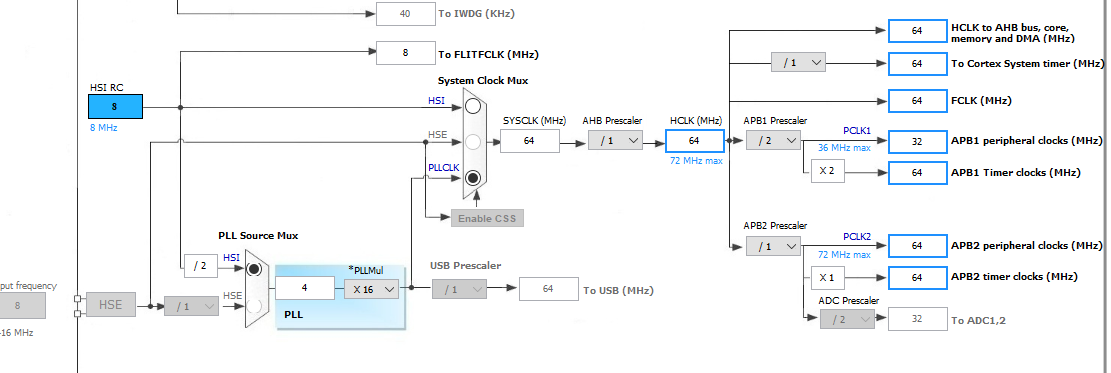 40
To IWDG (KHz)
8
To FLITFCLK (MHz)
HSI RC
8
8 MHz
System Clock Mux
HSI
HSE
PLLCLK
Enable CSS
SYSCLK (MHz)
64
AHB Prescaler
/ 1
HCLK (MHz)
64
72 MHz max
64
HCLK to AHB bus, core,
memory and DMA (MHz)
/ 1
64
To Cortex System timer (MHz)
64
FCLK (MHz)
APB1 Prescaler
/ 2
PCLK1
36 MHz max
32
APB1 peripheral clocks (MHz)
X 2
64
APB1 Timer clocks (MHz)
APB2 Prescaler
/ 1
PCLK2
72 MHz max
64
APB2 peripheral clocks (MHz)
X 1
64
APB2 timer clocks (MHz)
ADC Prescaler
/ 2
32
To ADC1,2
PLL Source Mux
/ 2
HSI
HSE
/ 1
*PLLMul
4
X 16
PLL
USB Prescaler
/ 1
64
To USB (MHz)
put frequency
8
-16 MHz
HSE